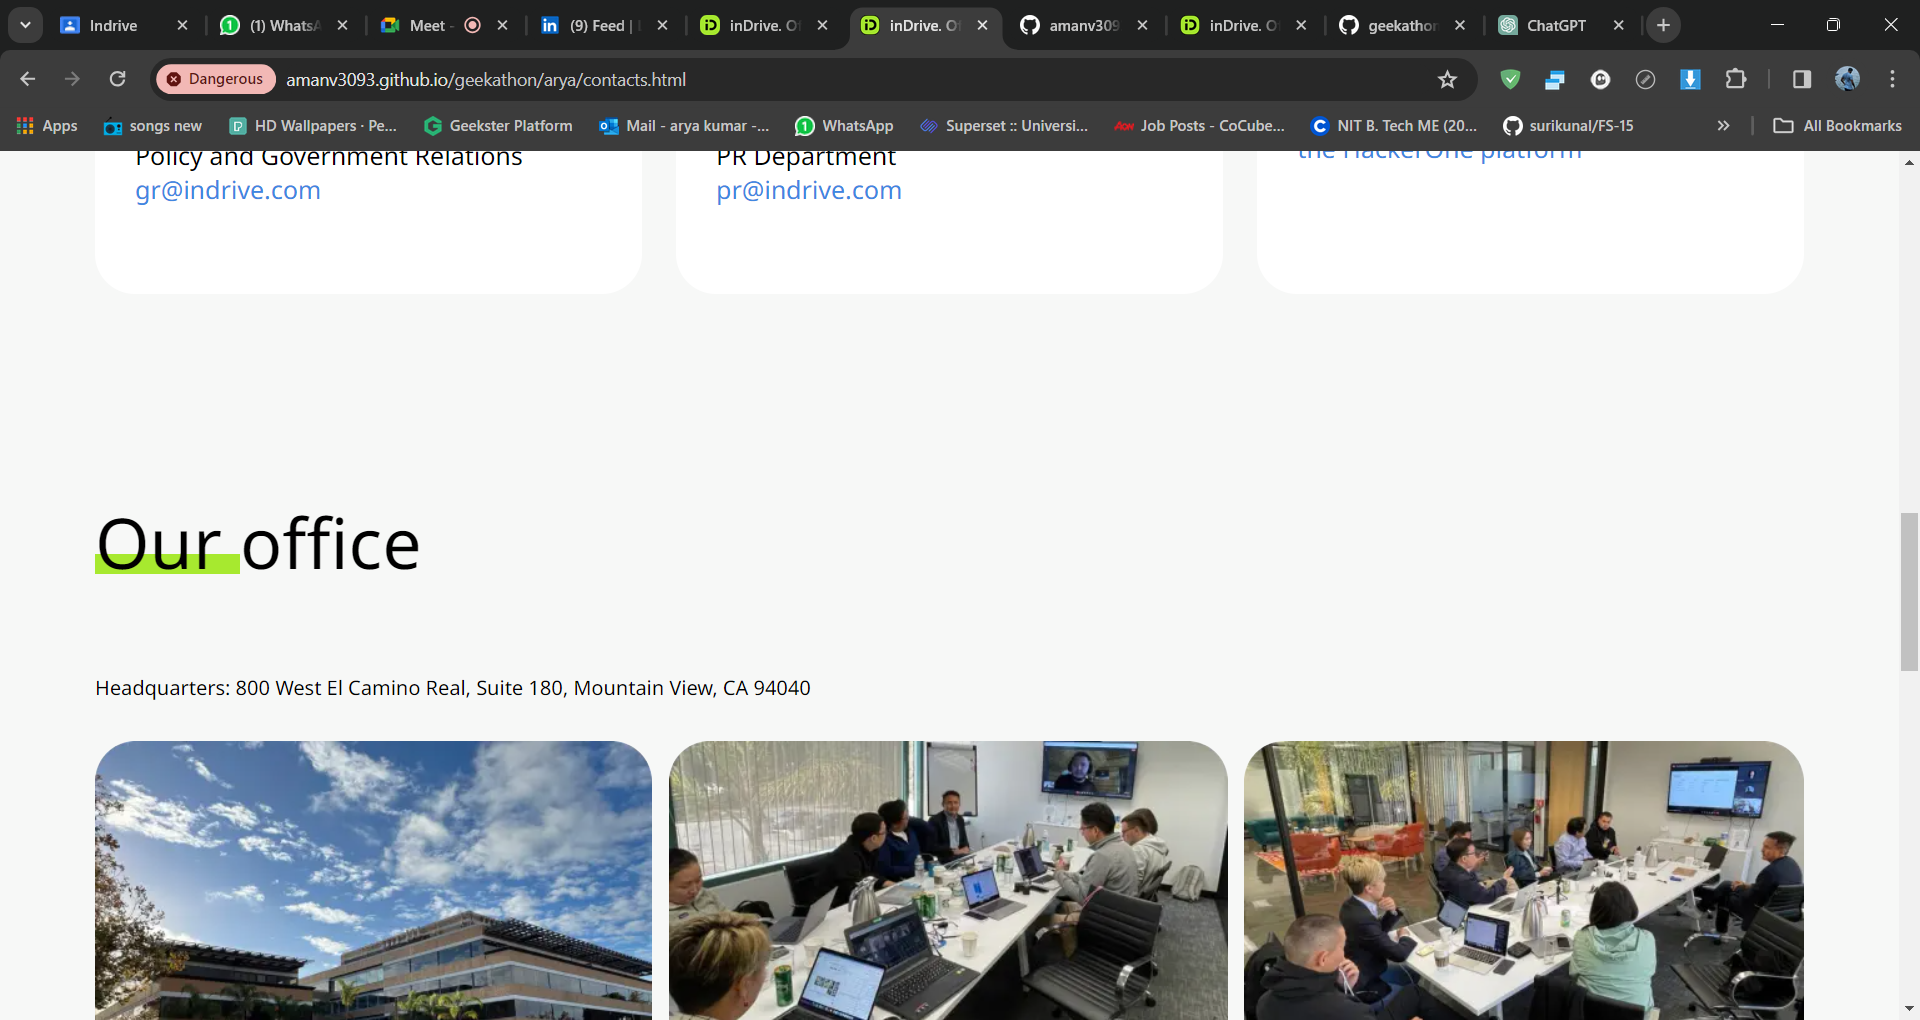 Indrive
(1) WhatsA
Meet -
(9) Feed |
inDrive. O
inDrive. O
amanv309
inDrive. O
geekathon
ChatGPT
Dangerous
amanv3093.github.io/geekathon/arya/contacts.html
Apps
songs new
HD Wallpapers · Pe...
Geekster Platform
Mail - arya kumar -...
WhatsApp
Superset :: Universi...
Job Posts - CoCube...
NIT B. Tech ME (20...
surikunal/FS-15
All Bookmarks
Policy and Government Relations
gr@indrive.com
PR Department
pr@indrive.com
the HackerOne platform
Our office
Headquarters: 800 West El Camino Real, Suite 180, Mountain View, CA 94040